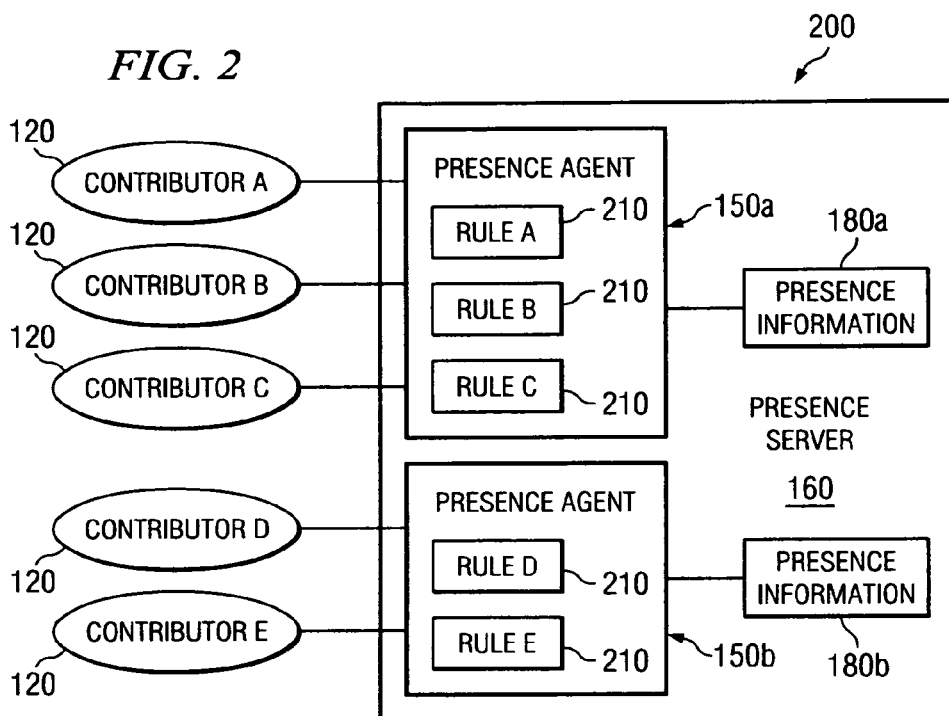 FIG. 2
200
120
CONTRIBUTOR A
120
CONTRIBUTOR B
120
CONTRIBUTOR C
PRESENCE AGENT
RULE A
210
RULE B
210
RULE C
210
150a
180a
PRESENCE
INFORMATION
PRESENCE
SERVER
160
CONTRIBUTOR D
120
CONTRIBUTOR E
120
PRESENCE AGENT
RULE D
210
RULE E
210
150b
PRESENCE
INFORMATION
180b